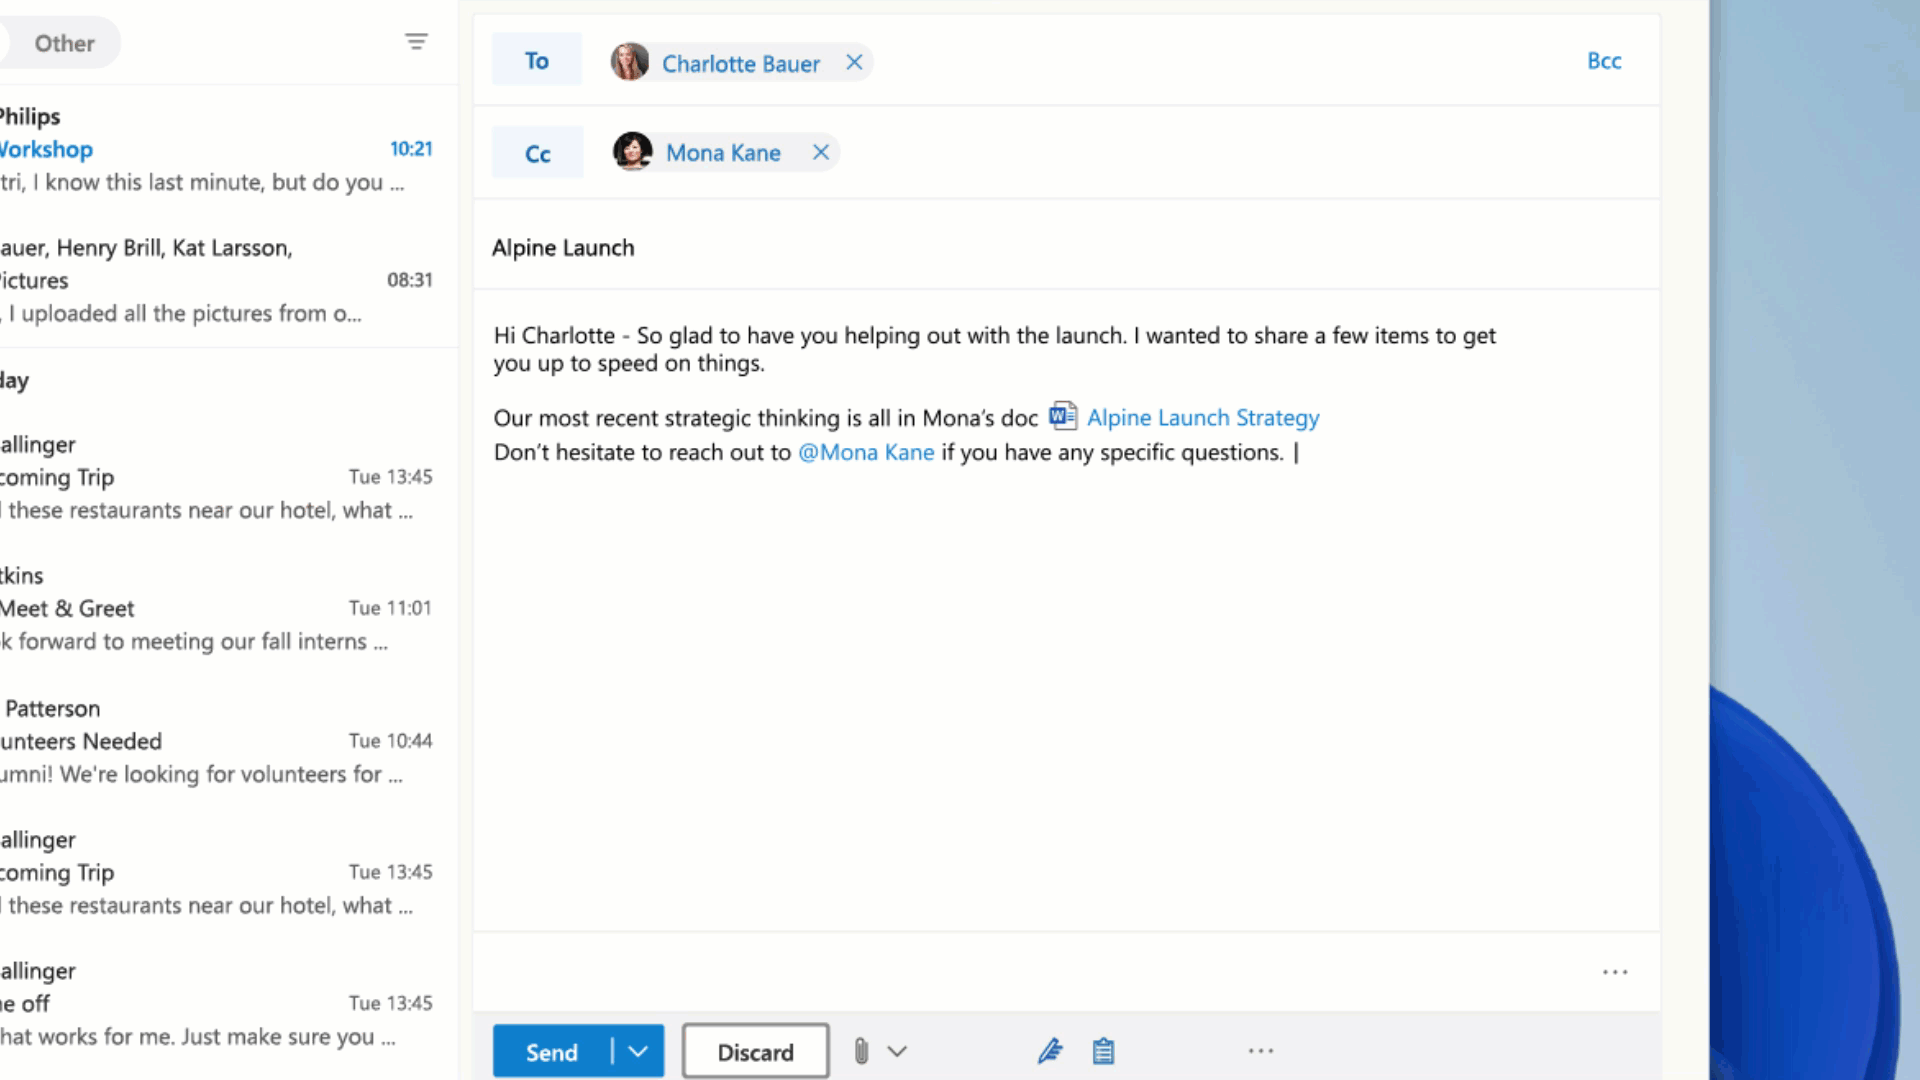 Other
Philips
Workshop 10:21
tri, I know this last minute, but do you ...
auer, Henry Brill, Kat Larsson,
Pictures 08:31
, I uploaded all the pictures from o...
day
allinger
coming Trip Tue 13:45
these restaurants near our hotel, what ...
tkins
Meet & Greet Tue 11:01
k forward to meeting our fall interns ...
Patterson
unteers Needed Tue 10:44
umni! We're looking for volunteers for ...
allinger
coming Trip Tue 13:45
these restaurants near our hotel, what ...
allinger
e off Tue 13:45
hat works for me. Just make sure you ...
To Charlotte Bauer Bcc
Cc Mona Kane
Alpine Launch
Hi Charlotte - So glad to have you helping out with the launch. I wanted to share a few items to get
you up to speed on things.
Our most recent strategic thinking is all in Mona’s doc Alpine Launch Strategy
Don’t hesitate to reach out to @Mona Kane if you have any specific questions.
...
Send Discard ...